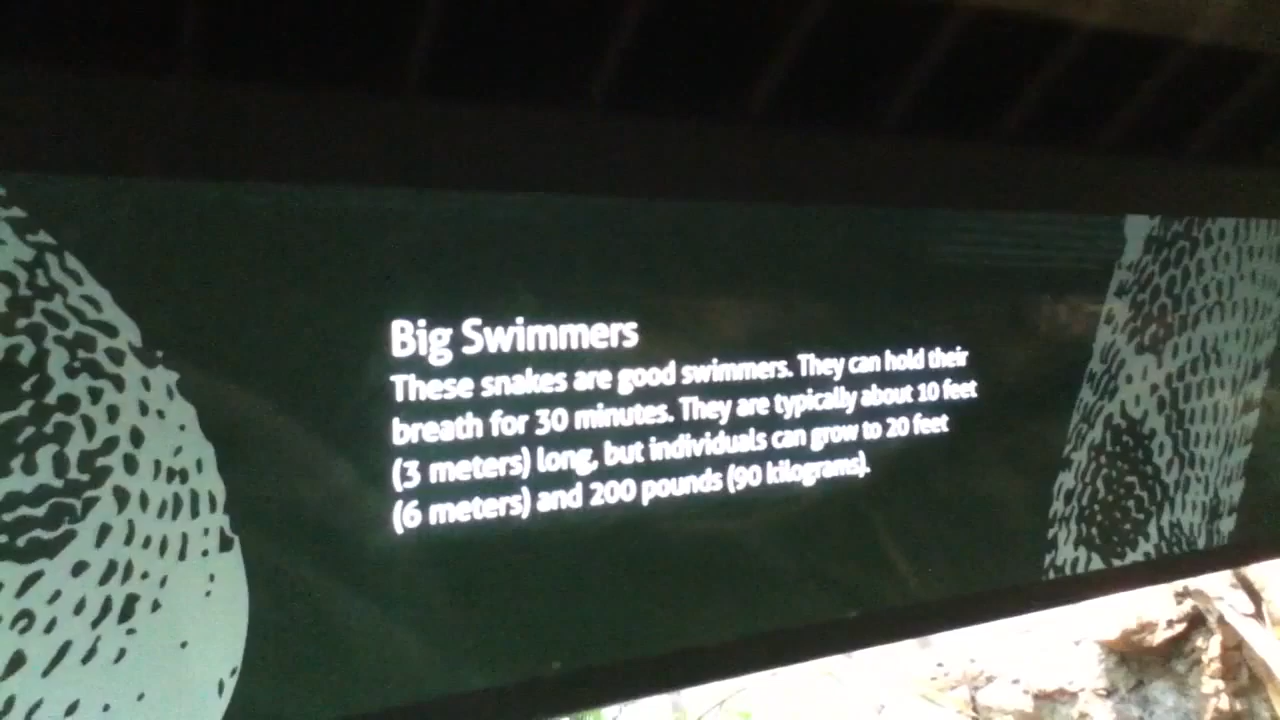 Big Swimmers
These snakes are good swimmers. They can hold their
breath for 30 minutes. They are typically about 10 feet
(3 meters) long, but individuals can grow to 20 feet
(6 meters) and 200 pounds (90 kilograms).